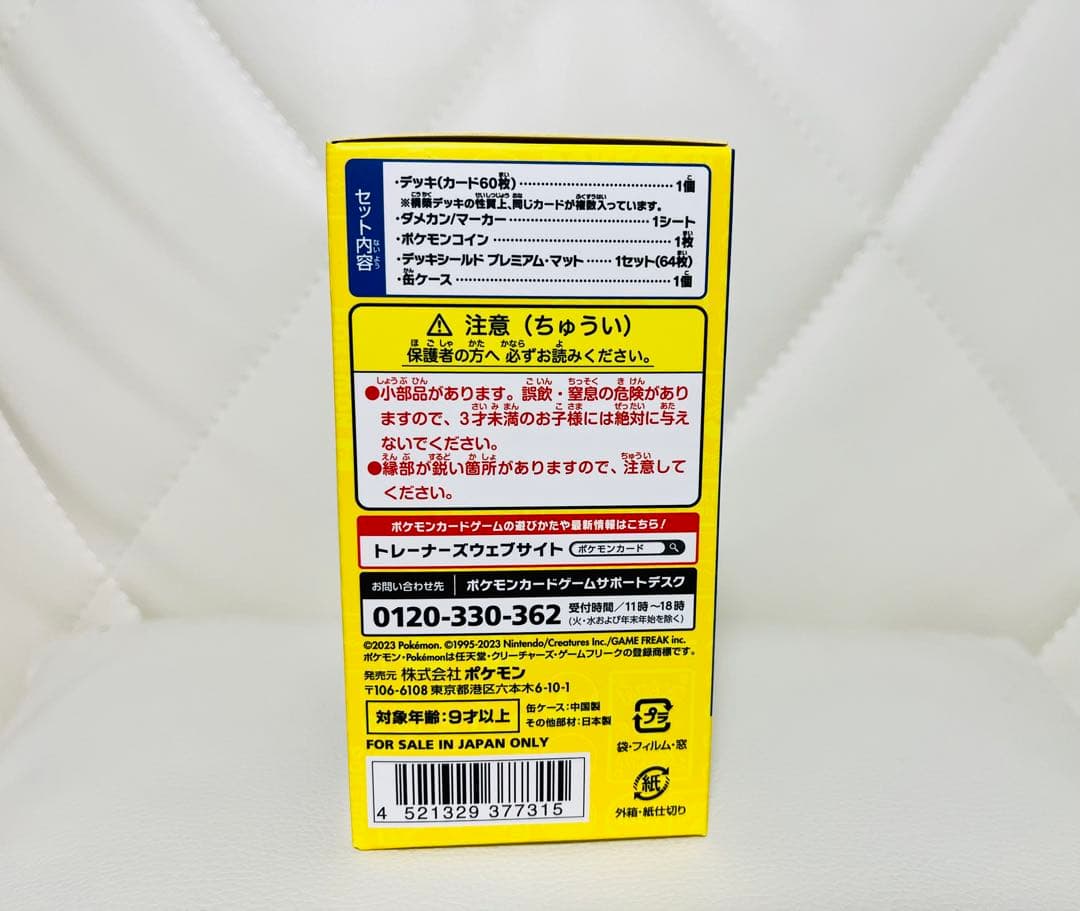 セット内容
・デッキ(カード60枚)……………………………1個
※構築デッキの性質上、同じカードが複数入っています。
・ダメカン/マーカー……………………………1シート
・ポケモンコイン……………………………1枚
・デッキシールド プレミアム・マット……1セット(64枚)
・缶ケース……………………………1個
⚠ 注意(ちゅうい)
保護者の方へ 必ずお読みください。
●小部品があります。誤飲・窒息の危険があり
ますので、3才未満のお子様には絶対に与え
ないでください。
●縁部が鋭い箇所がありますので、注意して
ください。
ポケモンカードゲームの遊びかたや最新情報はこちら!
トレーナーズウェブサイト ポケモンカード
お問い合わせ先 ポケモンカードゲームサポートデスク
0120-330-362 受付時間/11時~18時
(火・水および年末年始を除く)
©2023 Pokémon. ©1995-2023 Nintendo/Creatures Inc./GAME FREAK inc.
ポケモン・Pokémonは任天堂・クリーチャーズ・ゲームフリークの登録商標です。
発売元 株式会社ポケモン
〒106-6108 東京都港区六本木6-10-1
対象年齢:9才以上
缶ケース:中国製
その他部材:日本製
FOR SALE IN JAPAN ONLY
4 521329 377315
プラ
袋・フィルム・窓
紙
外箱・紙仕切り